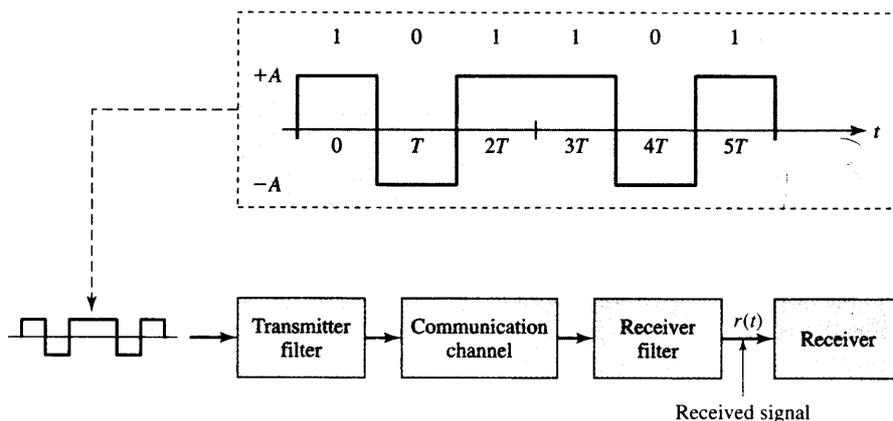 1 0 1 1 0 1
+A
t
0 T 2T 3T 4T 5T
−A
Transmitter filter
Communication channel
Receiver filter
r(t)
Receiver
Received signal